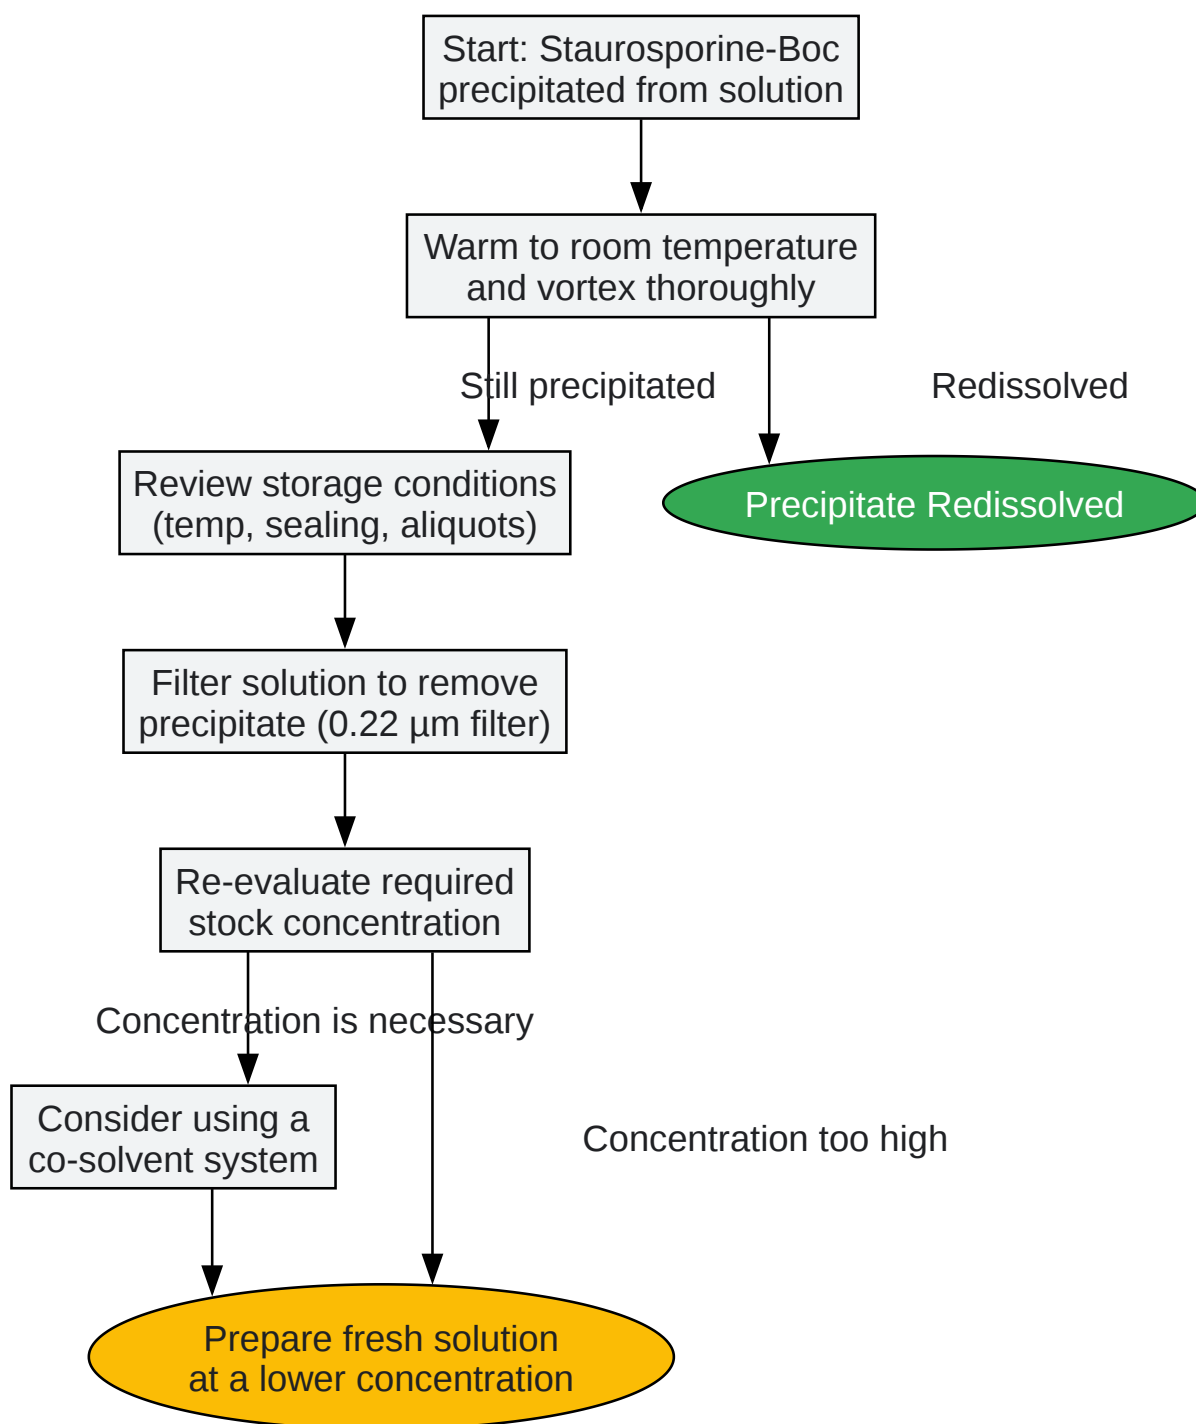 Start: Staurosporine-Boc
precipitated from solution
Warm to room temperature
and vortex thoroughly
Still precipitated
Redissolved
Review storage conditions
(temp, sealing, aliquots)
Precipitate Redissolved
Filter solution to remove
precipitate (0.22 µm filter)
Re-evaluate required
stock concentration
Concentration is necessary
Consider using a
co-solvent system
Concentration too high
Prepare fresh solution
at a lower concentration